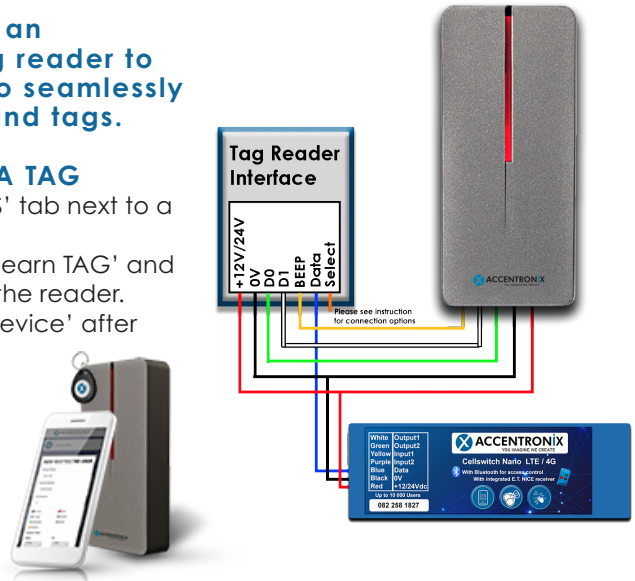 an
g reader to
o seamlessly
and tags.
A TAG
S' tab next to a
earn TAG' and
the reader.
evice' after
Tag Reader
Interface
+12V/24V
0V
D0
D1
BEEP
Data
Select
Please see instruction
for connection options
ACCENTRONIX
White Output1
Green Output2
Yellow Input1
Purple Input2
Blue Data
Black 0V
Red +12/24Vdc
Up to 10 000 Users
082 258 1827
ACCENTRONIX
YOU IMAGINE WE CREATE
Cellswitch Nario LTE / 4G
With Bluetooth for access control
With integrated E.T. NICE receiver